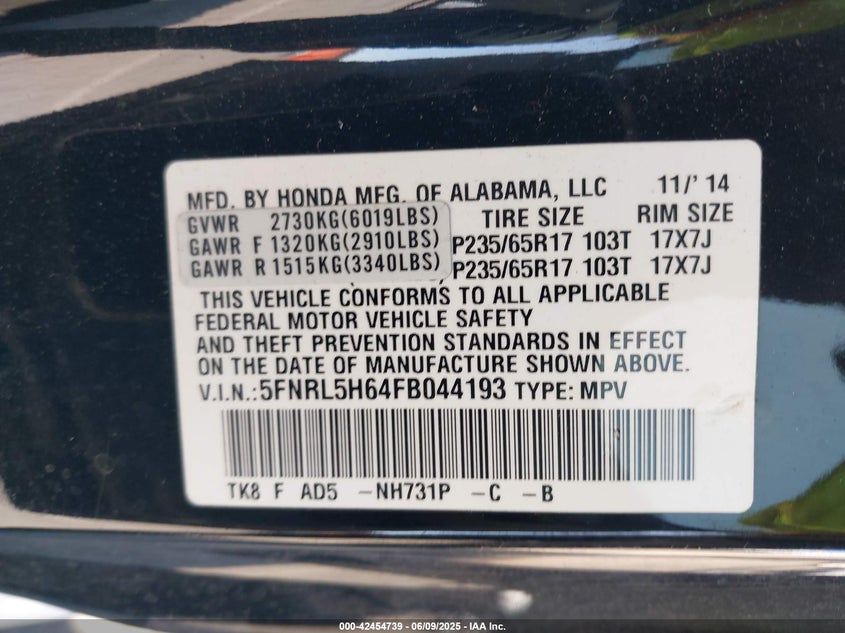 MFD. BY HONDA MFG. OF ALABAMA, LLC 11/' 14
GVWR 2730KG(6019LBS) TIRE SIZE RIM SIZE
GAWR F 1320KG(2910LBS) P235/65R17 103T 17X7J
GAWR R 1515KG(3340LBS) P235/65R17 103T 17X7J
THIS VEHICLE CONFORMS TO ALL APPLICABLE
FEDERAL MOTOR VEHICLE SAFETY
AND THEFT PREVENTION STANDARDS IN EFFECT
ON THE DATE OF MANUFACTURE SHOWN ABOVE.
V.I.N.:5FNRL5H64FB044193 TYPE: MPV
TK8 F AD5 -NH731P -C -B
000-42454739 - 06/09/2025 - IAA Inc.